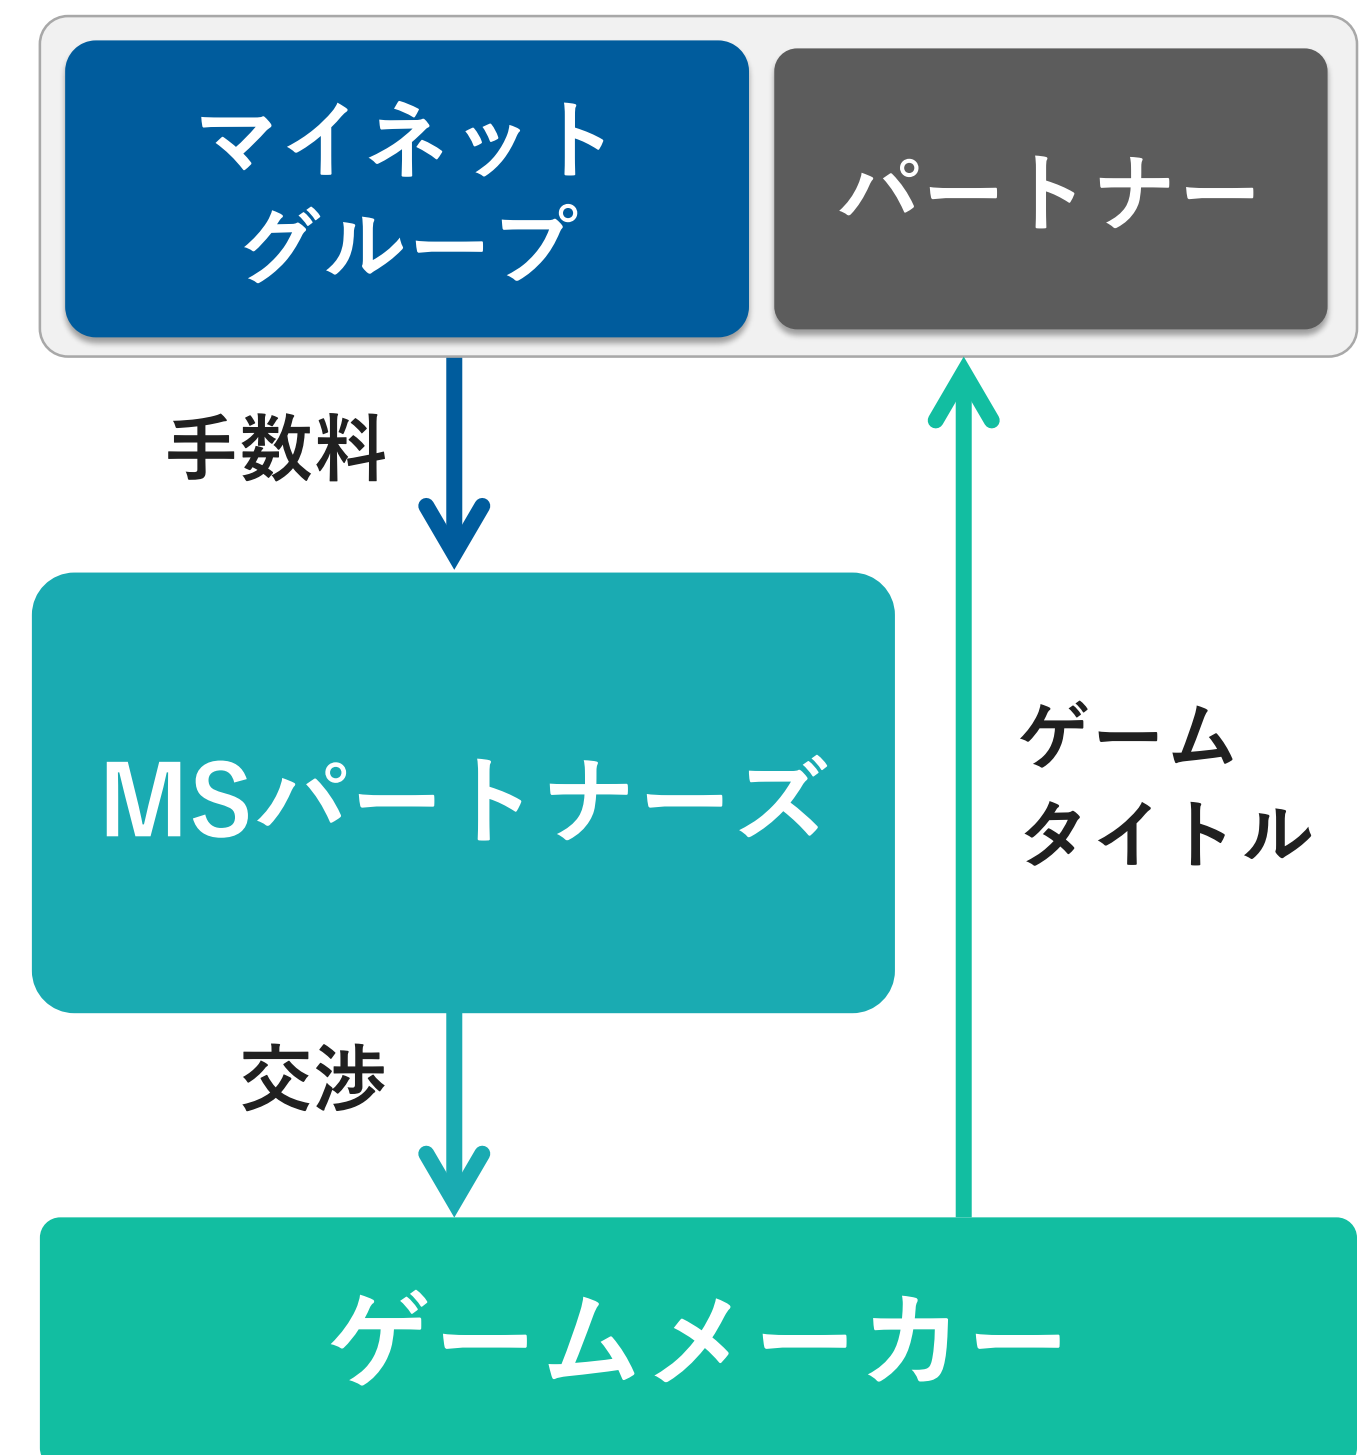 マイネット
グループ
パートナー
手数料
MSパートナーズ
ゲーム
タイトル
交渉
ゲームメーカー